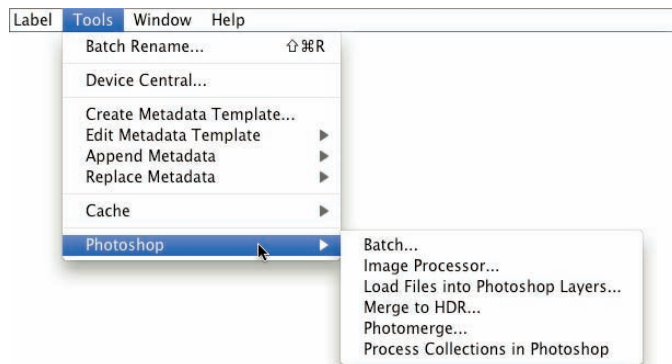 Label Tools Window Help
Batch Rename... ⇧⌘R
Device Central...
Create Metadata Template...
Edit Metadata Template
Append Metadata
Replace Metadata
Cache
Photoshop
Batch...
Image Processor...
Load Files into Photoshop Layers...
Merge to HDR...
Photomerge...
Process Collections in Photoshop